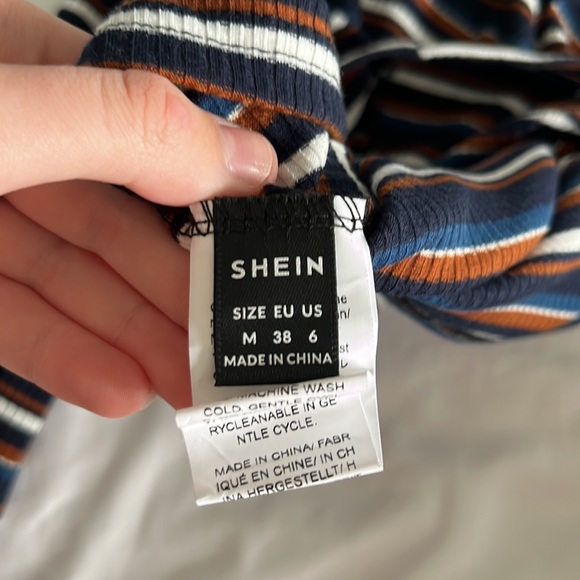 SHEIN
SIZE EU US
M 38 6
MADE IN CHINA
MACHINE WASH
COLD, GENTLE
RYCLEANABLE IN GE
NTLE CYCLE.
MADE IN CHINA/ FABR
IQUÉ EN CHINE/ IN CH
INA HERGESTELLT/ H